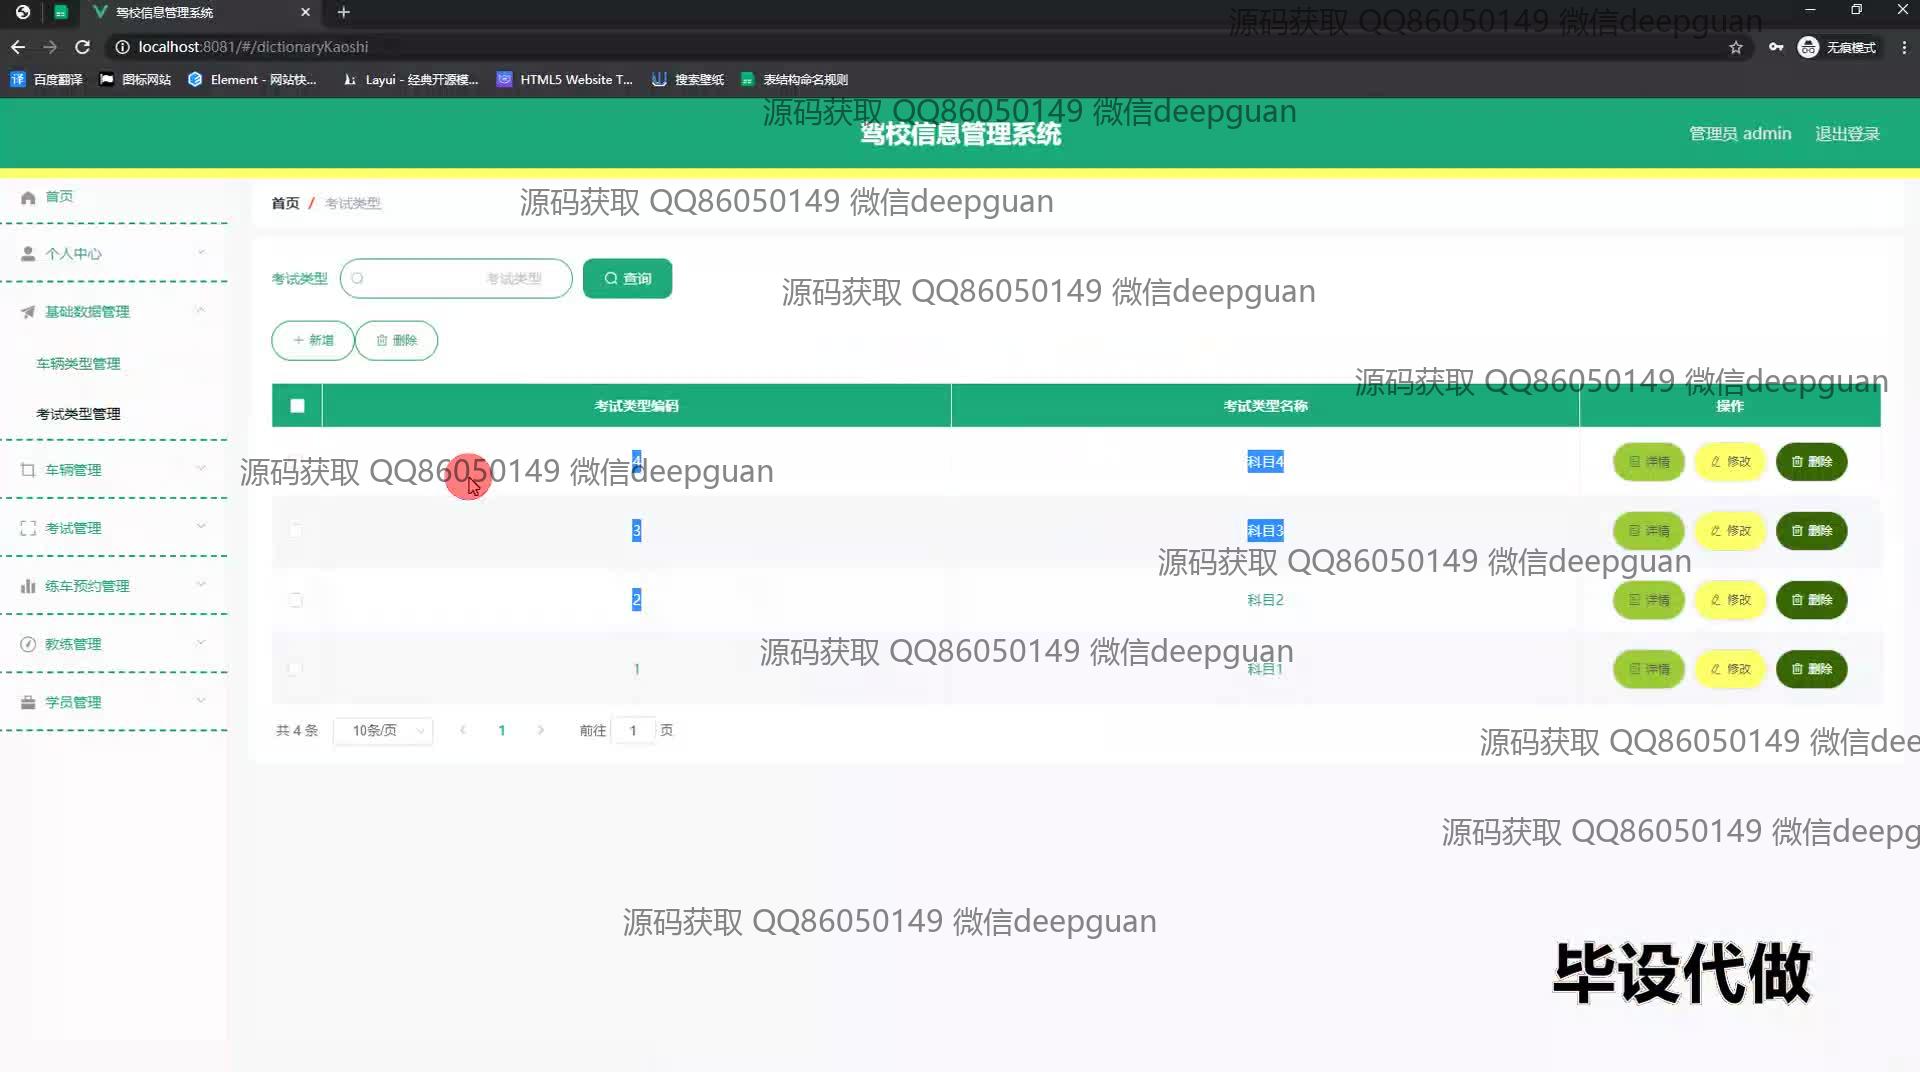 驾校信息管理系统
源码获取 QQ86050149 微信deepguan
localhost:8081/#/dictionaryKaoshi
无痕模式
百度翻译 图标网站 Element - 网站快... Layui - 经典开源模... HTML5 Website T... 搜索壁纸 表结构命名规则
源码获取 QQ86050149 微信deepguan
驾校信息管理系统
管理员 admin 退出登录
首页
首页 / 考试类型
源码获取 QQ86050149 微信deepguan
个人中心
考试类型 考试类型 查询
源码获取 QQ86050149 微信deepguan
基础数据管理
+ 新增 删除
车辆类型管理
源码获取 QQ86050149 微信deepguan
考试类型管理
考试类型编码 考试类型名称 操作
车辆管理
源码获取 QQ86050149 微信deepguan
4 科目4 详情 修改 删除
考试管理
3 科目3 详情 修改 删除
源码获取 QQ86050149 微信deepguan
练车预约管理
2 科目2 详情 修改 删除
教练管理
源码获取 QQ86050149 微信deepguan
1 科目1 详情 修改 删除
学员管理
共 4 条 10条/页 1 前往 1 页
源码获取 QQ86050149 微信dee
源码获取 QQ86050149 微信deepg
源码获取 QQ86050149 微信deepguan
毕设代做